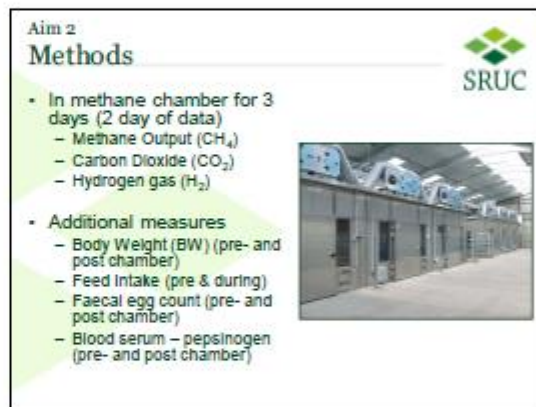 Aim 2
Methods
SRUC
• In methane chamber for 3
days (2 day of data)
– Methane Output (CH₄)
– Carbon Dioxide (CO₂)
– Hydrogen gas (H₂)
• Additional measures
– Body Weight (BW) (pre- and
post chamber)
– Feed Intake (pre & during)
– Faecal egg count (pre- and
post chamber)
– Blood serum – pepsinogen
(pre- and post chamber)